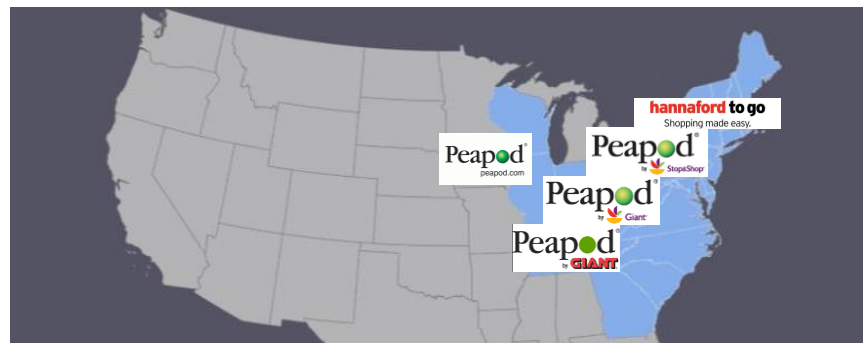 hannaford to go
Shopping made easy.
Peapod®
by Stop&Shop®
Peapod®
peapod.com
Peapod®
by Giant®
Peapod®
by GIANT